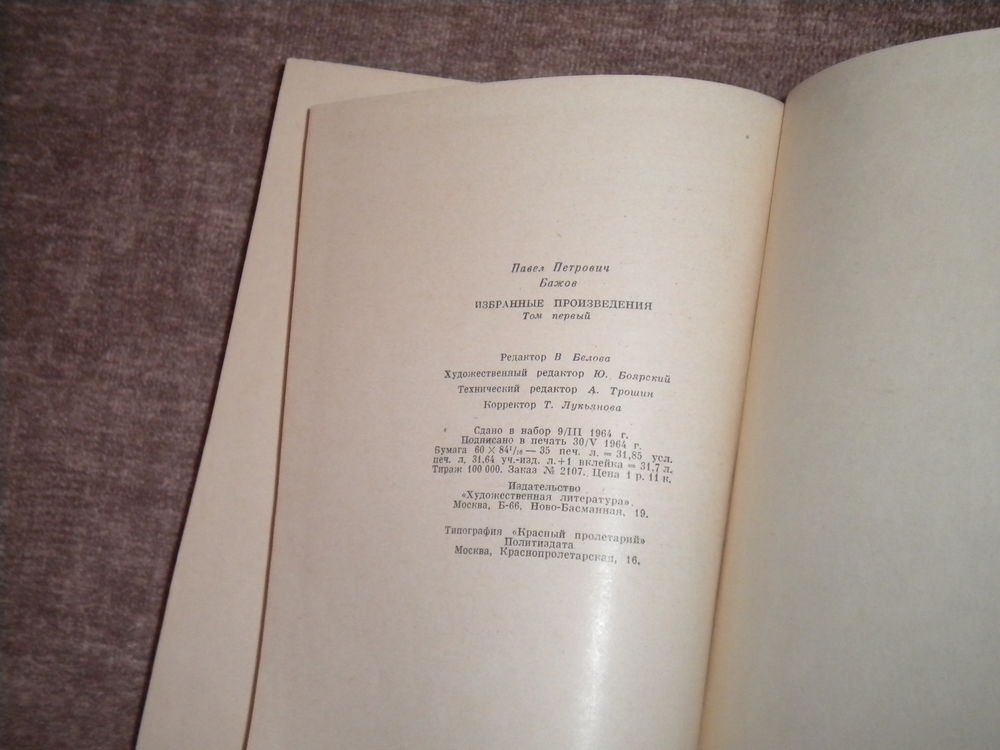 Павел Петрович
Бажов
ИЗБРАННЫЕ ПРОИЗВЕДЕНИЯ
Том первый
Редактор В Белова
Художественный редактор Ю. Боярский
Технический редактор А. Трошин
Корректор Т. Лукьянова
Сдано в набор 9/III 1964 г.
Подписано в печать 30/V 1964 г.
Бумага 60 × 84¹/₁₆ — 35 печ. л. = 31,85 усл.
печ. л. 31,64 уч.-изд. л. + 1 вклейка = 31,7 л.
Тираж 100 000. Заказ № 2107. Цена 1 р. 11 к.
Издательство
«Художественная литература».
Москва, Б-66, Ново-Басманная, 19.
Типография «Красный пролетарий»
Политиздата
Москва, Краснопролетарская, 16.